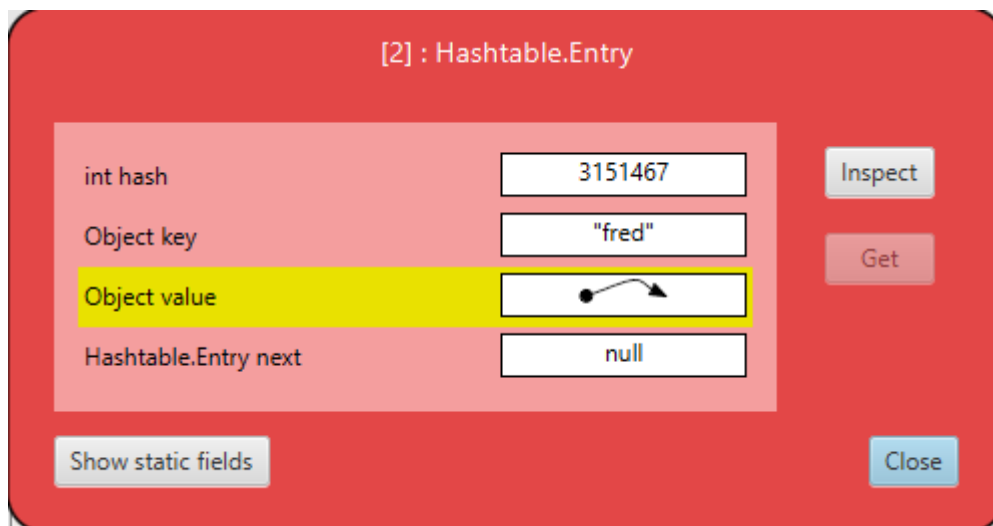 [2] : Hashtable.Entry
int hash 3151467 Inspect
Object key "fred"
Get
Object value
Hashtable.Entry next null
Show static fields Close